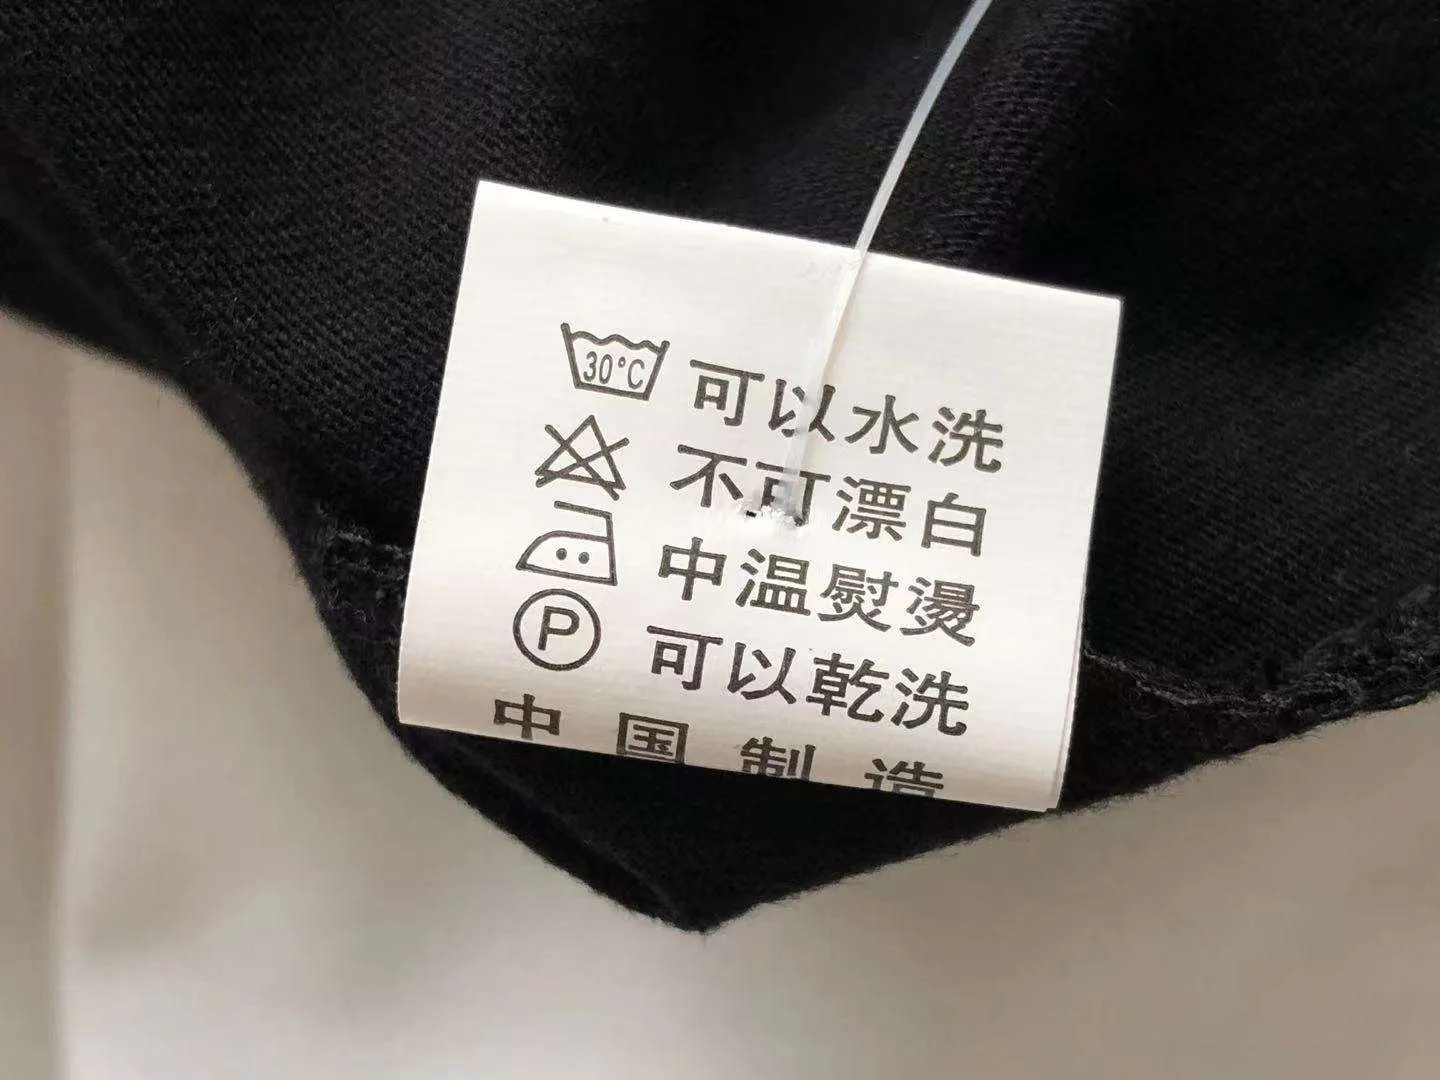 30°C 可以水洗
不可漂白
中温熨燙
P 可以乾洗
中国制造